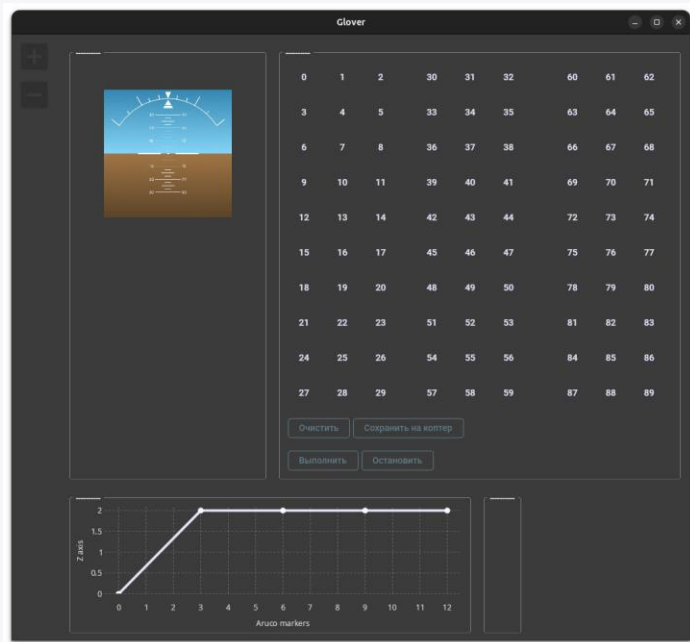 Glover
0 1 2 30 31 32 60 61 62
3 4 5 33 34 35 63 64 65
6 7 8 36 37 38 66 67 68
9 10 11 39 40 41 69 70 71
12 13 14 42 43 44 72 73 74
15 16 17 45 46 47 75 76 77
18 19 20 48 49 50 78 79 80
21 22 23 51 52 53 81 82 83
24 25 26 54 55 56 84 85 86
27 28 29 57 58 59 87 88 89
Очистить Сохранить на коптер
Выполнить Остановить
2
1.5
1
0.5
0
Z axis
0 1 2 3 4 5 6 7 8 9 10 11 12
Aruco markers